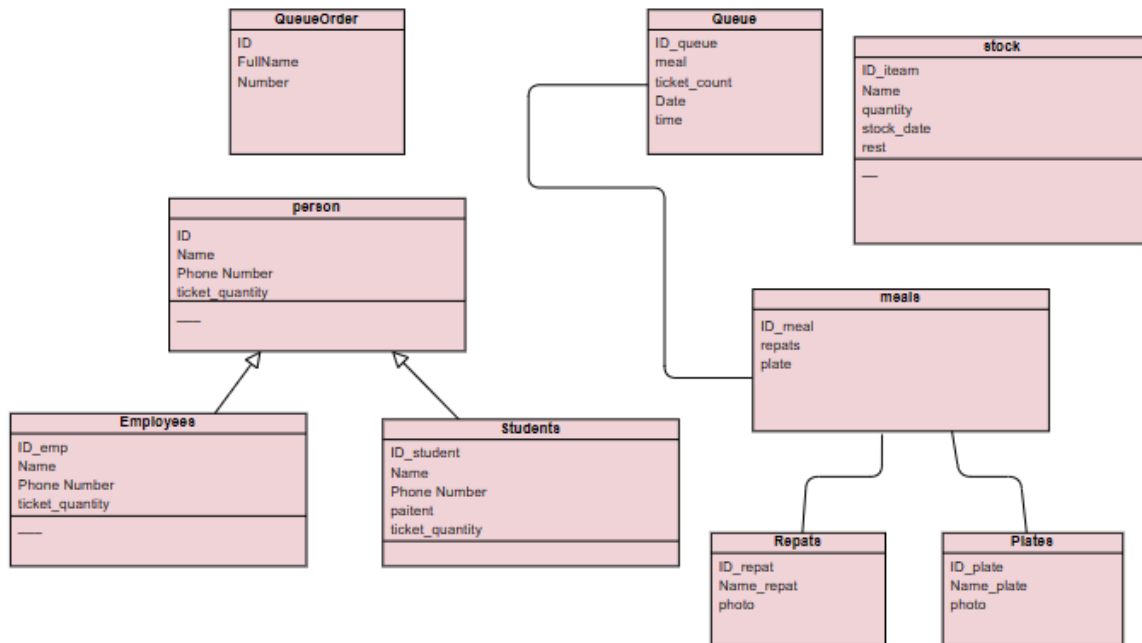 QueueOrder
ID
FullName
Number
Queue
ID_queue
meal
ticket_count
Date
time
stock
ID_iteam
Name
quantity
stock_date
rest
person
ID
Name
Phone Number
ticket_quantity
meals
ID_meal
repats
plate
Employees
ID_emp
Name
Phone Number
ticket_quantity
Students
ID_student
Name
Phone Number
paitent
ticket_quantity
Repats
ID_repat
Name_repat
photo
Plates
ID_plate
Name_plate
photo